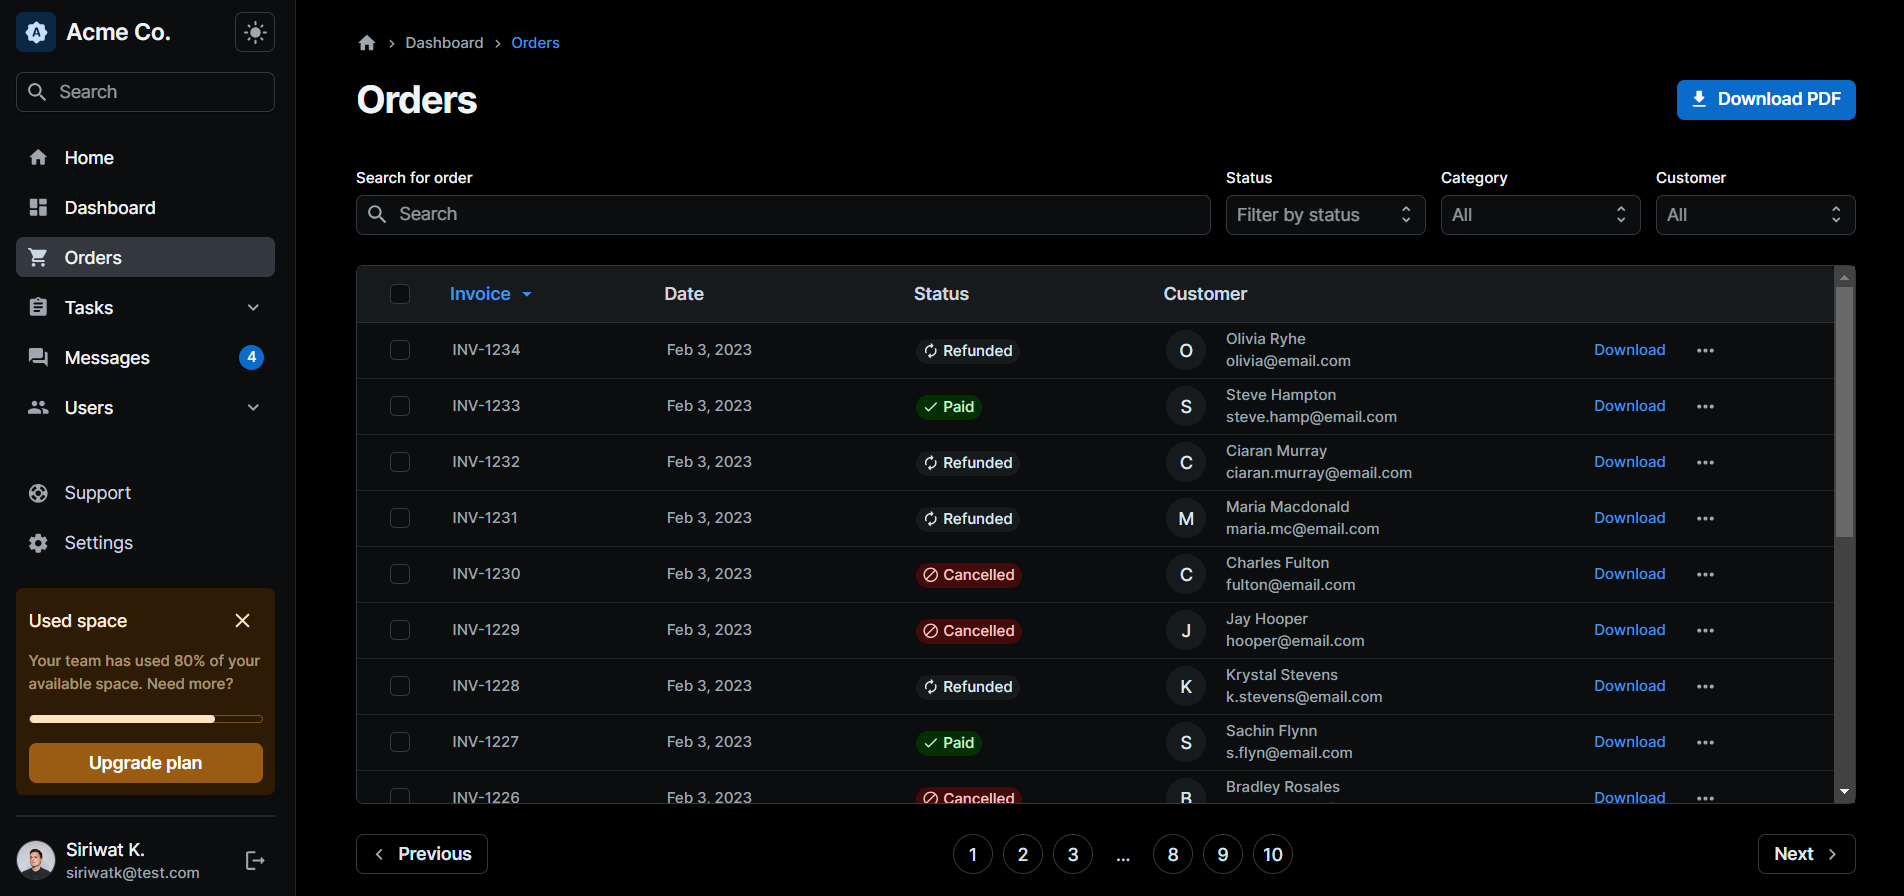 A
Acme Co.
Search
Home
Dashboard
Orders
Tasks
Messages
4
Users
Support
Settings
Used space
Your team has used 80% of your
available space. Need more?
Upgrade plan
Siriwat K.
siriwatk@test.com
Dashboard
Orders
Orders
Download PDF
Search for order
Status
Category
Customer
Search
Filter by status
All
All
Invoice Date Status Customer
INV-1234 Feb 3, 2023 Refunded O Olivia Ryhe Download
olivia@email.com
INV-1233 Feb 3, 2023 Paid S Steve Hampton Download
steve.hamp@email.com
INV-1232 Feb 3, 2023 Refunded C Ciaran Murray Download
ciaran.murray@email.com
INV-1231 Feb 3, 2023 Refunded M Maria Macdonald Download
maria.mc@email.com
INV-1230 Feb 3, 2023 Cancelled C Charles Fulton Download
fulton@email.com
INV-1229 Feb 3, 2023 Cancelled J Jay Hooper Download
hooper@email.com
INV-1228 Feb 3, 2023 Refunded K Krystal Stevens Download
k.stevens@email.com
INV-1227 Feb 3, 2023 Paid S Sachin Flynn Download
s.flyn@email.com
INV-1226 Feb 3, 2023 Cancelled B Bradley Rosales Download
Previous
1 2 3 ... 8 9 10
Next